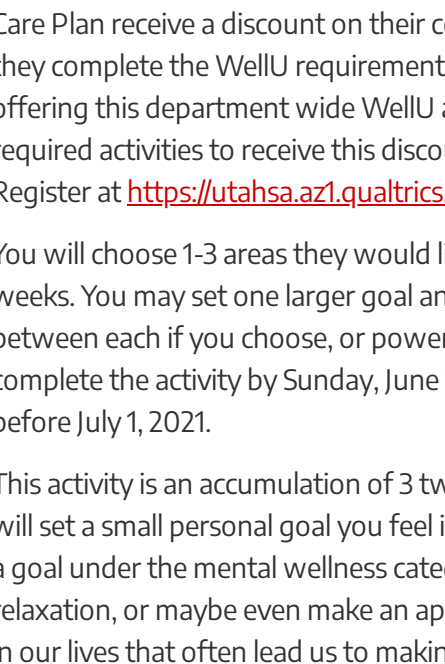 Care Plan receive a discount on their c
they complete the WellU requirement
offering this department wide WellU a
required activities to receive this disco
Register at https://utahsa.az1.qualtrics.
You will choose 1-3 areas they would li
weeks. You may set one larger goal an
between each if you choose, or power
complete the activity by Sunday, June
before July 1, 2021.
This activity is an accumulation of 3 tw
will set a small personal goal you feel i
a goal under the mental wellness cate
relaxation, or maybe even make an ap
in our lives that often lead us to makin